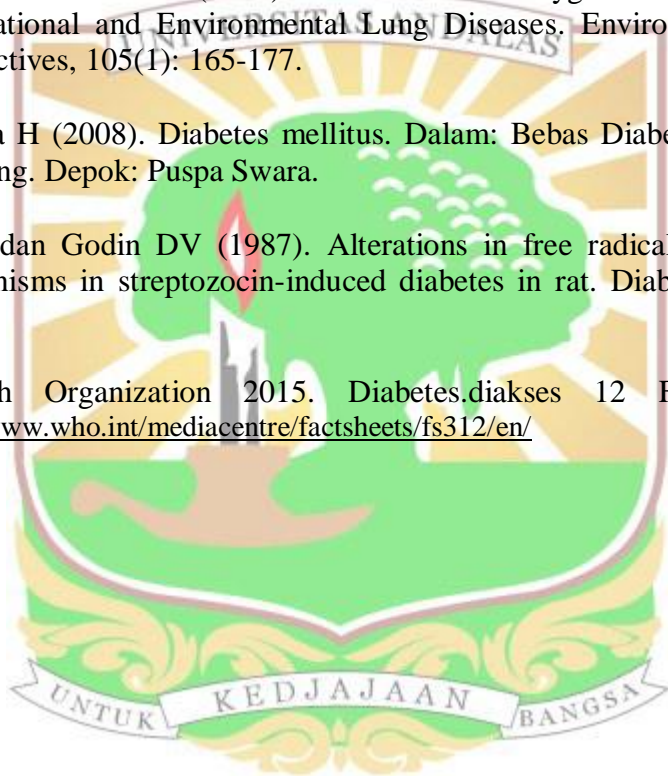 ational and Environmental Lung Diseases. Enviro
UNIVERSITAS ANDALAS
ctives, 105(1): 165-177.
a H (2008). Diabetes mellitus. Dalam: Bebas Diabe
ng. Depok: Puspa Swara.
dan Godin DV (1987). Alterations in free radical
nisms in streptozocin-induced diabetes in rat. Diab
h Organization 2015. Diabetes.diakses 12
ww.who.int/mediacentre/factsheets/fs312/en/
UNTUK KEDJAJAAN BANGSA